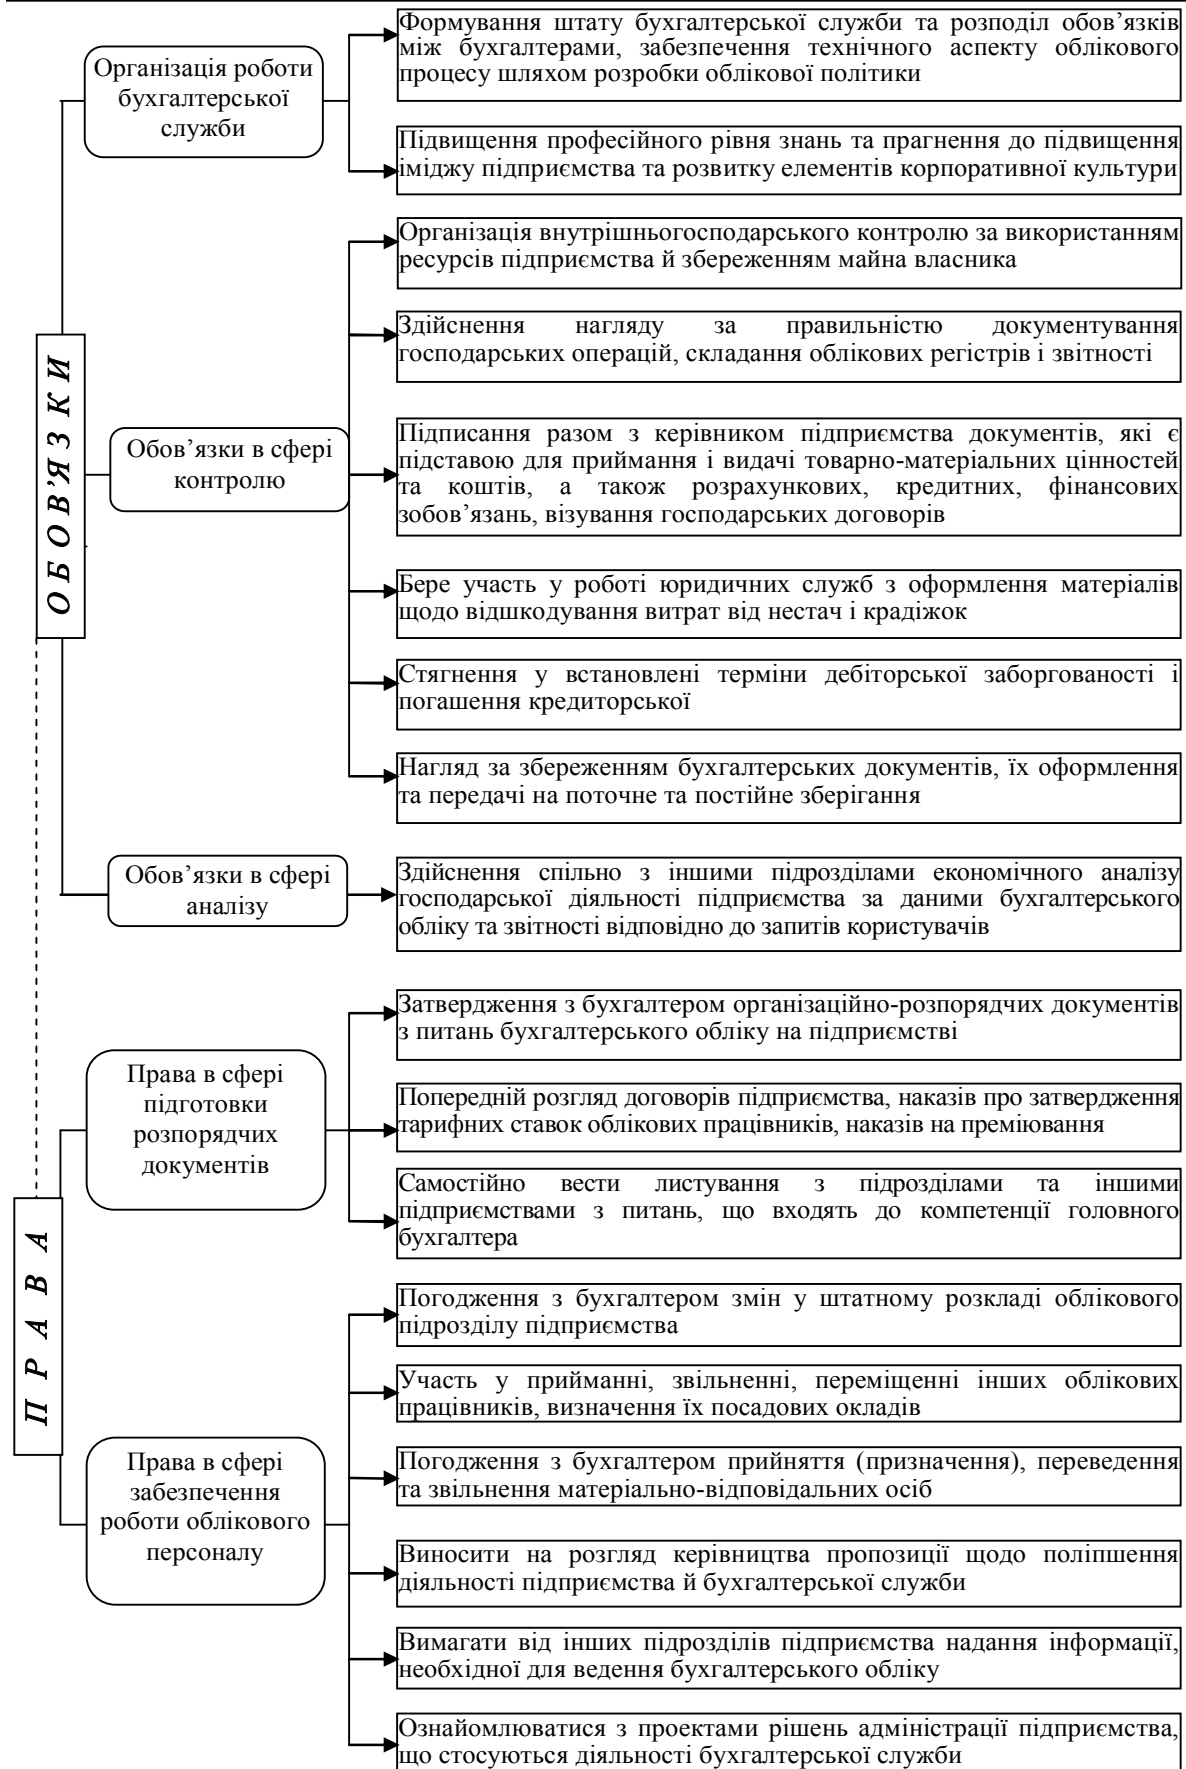 Організація роботи
бухгалтерської
служби
Формування штату бухгалтерської служби та розподіл обов’язків
між бухгалтерами, забезпечення технічного аспекту облікового
процесу шляхом розробки облікової політики
Підвищення професійного рівня знань та прагнення до підвищення
іміджу підприємства та розвитку елементів корпоративної культури
ОБОВ’ЯЗКИ
Обов’язки в сфері
контролю
Організація внутрішньогосподарського контролю за використанням
ресурсів підприємства й збереженням майна власника
Здійснення нагляду за правильністю документування
господарських операцій, складання облікових регістрів і звітності
Підписання разом з керівником підприємства документів, які є
підставою для приймання і видачі товарно-матеріальних цінностей
та коштів, а також розрахункових, кредитних, фінансових
зобов’язань, візування господарських договорів
Бере участь у роботі юридичних служб з оформлення матеріалів
щодо відшкодування витрат від нестач і крадіжок
Стягнення у встановлені терміни дебіторської заборгованості і
погашення кредиторської
Нагляд за збереженням бухгалтерських документів, їх оформлення
та передачі на поточне та постійне зберігання
Обов’язки в сфері
аналізу
Здійснення спільно з іншими підрозділами економічного аналізу
господарської діяльності підприємства за даними бухгалтерського
обліку та звітності відповідно до запитів користувачів
Права в сфері
підготовки
розпорядчих
документів
Затвердження з бухгалтером організаційно-розпорядчих документів
з питань бухгалтерського обліку на підприємстві
Попередній розгляд договорів підприємства, наказів про затвердження
тарифних ставок облікових працівників, наказів на преміювання
Самостійно вести листування з підрозділами та іншими
підприємствами з питань, що входять до компетенції головного
бухгалтера
ПРАВА
Права в сфері
забезпечення
роботи облікового
персоналу
Погодження з бухгалтером змін у штатному розкладі облікового
підрозділу підприємства
Участь у прийманні, звільненні, переміщенні інших облікових
працівників, визначення їх посадових окладів
Погодження з бухгалтером прийняття (призначення), переведення
та звільнення матеріально-відповідальних осіб
Виносити на розгляд керівництва пропозиції щодо поліпшення
діяльності підприємства й бухгалтерської служби
Вимагати від інших підрозділів підприємства надання інформації,
необхідної для ведення бухгалтерського обліку
Ознайомлюватися з проектами рішень адміністрації підприємства,
що стосуються діяльності бухгалтерської служби